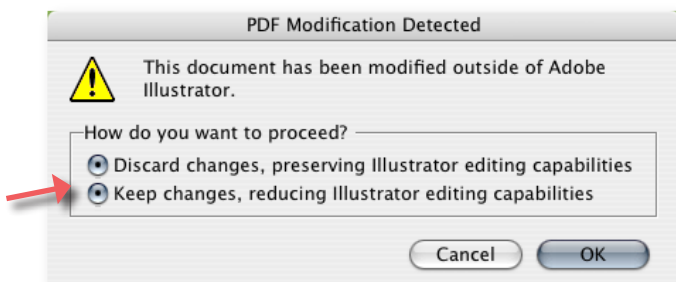 PDF Modification Detected
This document has been modified outside of Adobe
Illustrator.
How do you want to proceed?
Discard changes, preserving Illustrator editing capabilities
Keep changes, reducing Illustrator editing capabilities
Cancel OK